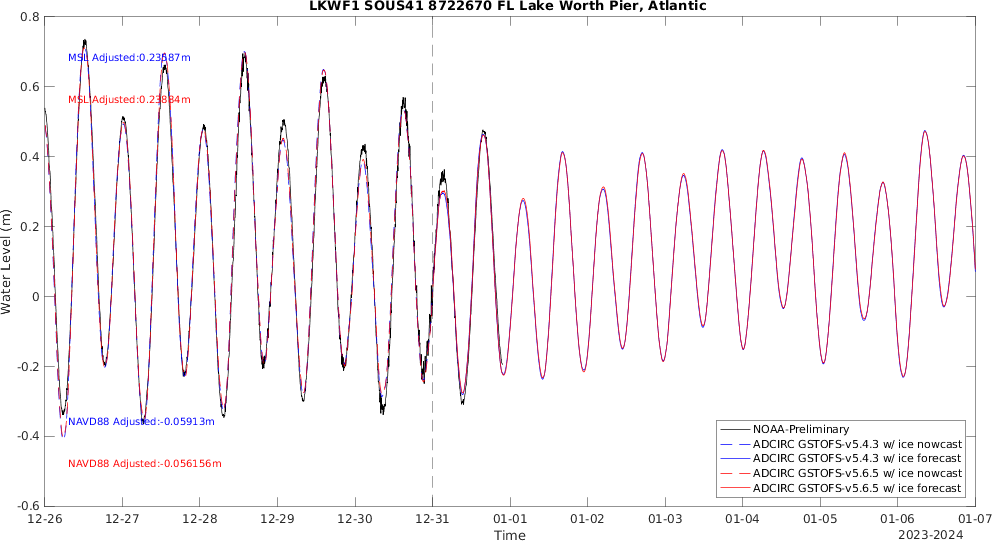 LKWF1 SOUS41 8722670 FL Lake Worth Pier, Atlantic
0.8
0.6
0.4
0.2
0
-0.2
-0.4
-0.6
Water Level (m)
MSL Adjusted:0.23587m
MSL Adjusted:0.23884m
NAVD88 Adjusted:-0.05913m
NAVD88 Adjusted:-0.056156m
NOAA-Preliminary
ADCIRC GSTOFS-v5.4.3 w/ ice nowcast
ADCIRC GSTOFS-v5.4.3 w/ ice forecast
ADCIRC GSTOFS-v5.6.5 w/ ice nowcast
ADCIRC GSTOFS-v5.6.5 w/ ice forecast
12-26 12-27 12-28 12-29 12-30 12-31 01-01 01-02 01-03 01-04 01-05 01-06 01-07
Time
2023-2024